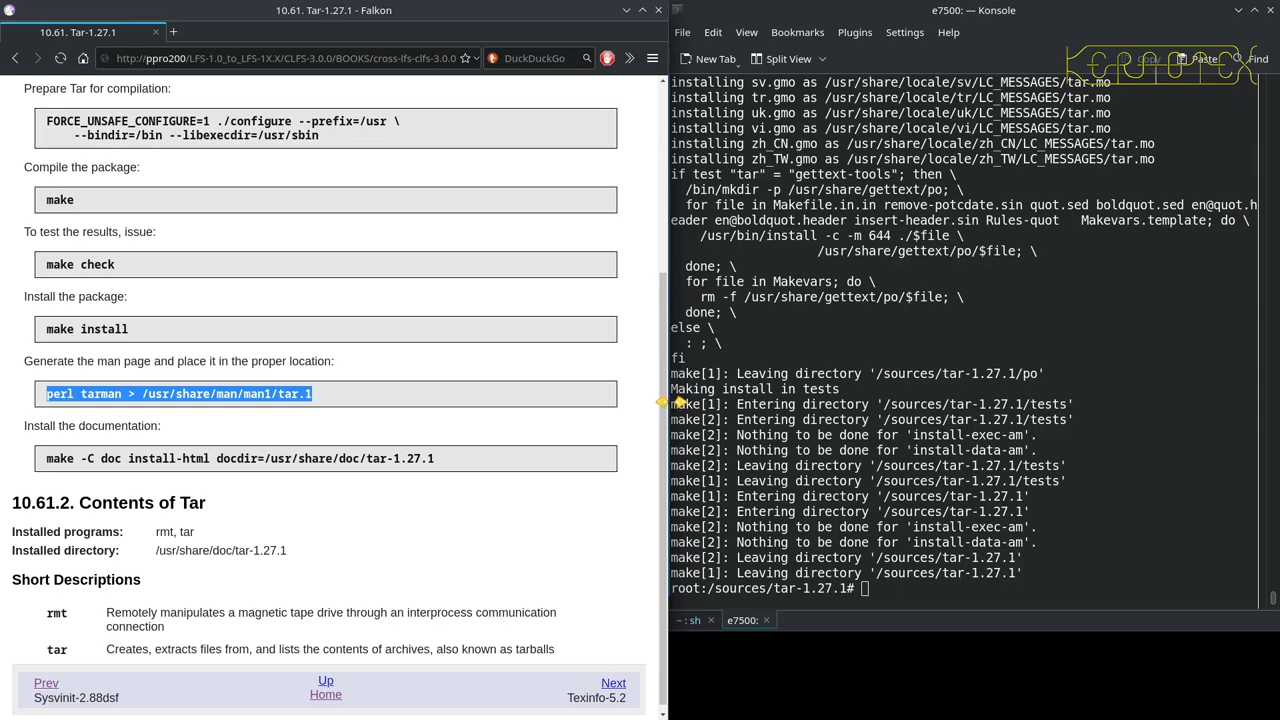 10.61. Tar-1.27.1 - Falkon
10.61. Tar-1.27.1
http://ppro200/LFS-1.0_to_LFS-1X.X/CLFS-3.0.0/BOOKS/cross-lfs-clfs-3.0.0
DuckDuckGo
Prepare Tar for compilation:
FORCE_UNSAFE_CONFIGURE=1 ./configure --prefix=/usr \
--bindir=/bin --libexecdir=/usr/sbin
Compile the package:
make
To test the results, issue:
make check
Install the package:
make install
Generate the man page and place it in the proper location:
perl tarman > /usr/share/man/man1/tar.1
Install the documentation:
make -C doc install-html docdir=/usr/share/doc/tar-1.27.1
10.61.2. Contents of Tar
Installed programs: rmt, tar
Installed directory: /usr/share/doc/tar-1.27.1
Short Descriptions
rmt Remotely manipulates a magnetic tape drive through an interprocess communication
connection
tar Creates, extracts files from, and lists the contents of archives, also known as tarballs
Prev Up Next
Sysvinit-2.88dsf Home Texinfo-5.2
e7500: — Konsole
File Edit View Bookmarks Plugins Settings Help
New Tab Split View Copy Paste Find
installing sv.gmo as /usr/share/locale/sv/LC_MESSAGES/tar.mo
installing tr.gmo as /usr/share/locale/tr/LC_MESSAGES/tar.mo
installing uk.gmo as /usr/share/locale/uk/LC_MESSAGES/tar.mo
installing vi.gmo as /usr/share/locale/vi/LC_MESSAGES/tar.mo
installing zh_CN.gmo as /usr/share/locale/zh_CN/LC_MESSAGES/tar.mo
installing zh_TW.gmo as /usr/share/locale/zh_TW/LC_MESSAGES/tar.mo
if test "tar" = "gettext-tools"; then \
/bin/mkdir -p /usr/share/gettext/po; \
for file in Makefile.in.in remove-potcdate.sin quot.sed boldquot.sed en@quot.h
eader en@boldquot.header insert-header.sin Rules-quot Makevars.template; do \
/usr/bin/install -c -m 644 ./$file \
/usr/share/gettext/po/$file; \
done; \
for file in Makevars; do \
rm -f /usr/share/gettext/po/$file; \
done; \
else \
: ; \
fi
make[1]: Leaving directory '/sources/tar-1.27.1/po'
Making install in tests
make[1]: Entering directory '/sources/tar-1.27.1/tests'
make[2]: Entering directory '/sources/tar-1.27.1/tests'
make[2]: Nothing to be done for 'install-exec-am'.
make[2]: Nothing to be done for 'install-data-am'.
make[2]: Leaving directory '/sources/tar-1.27.1/tests'
make[1]: Leaving directory '/sources/tar-1.27.1/tests'
make[1]: Entering directory '/sources/tar-1.27.1'
make[2]: Entering directory '/sources/tar-1.27.1'
make[2]: Nothing to be done for 'install-exec-am'.
make[2]: Nothing to be done for 'install-data-am'.
make[2]: Leaving directory '/sources/tar-1.27.1'
make[1]: Leaving directory '/sources/tar-1.27.1'
root:/sources/tar-1.27.1#
~ : sh e7500: